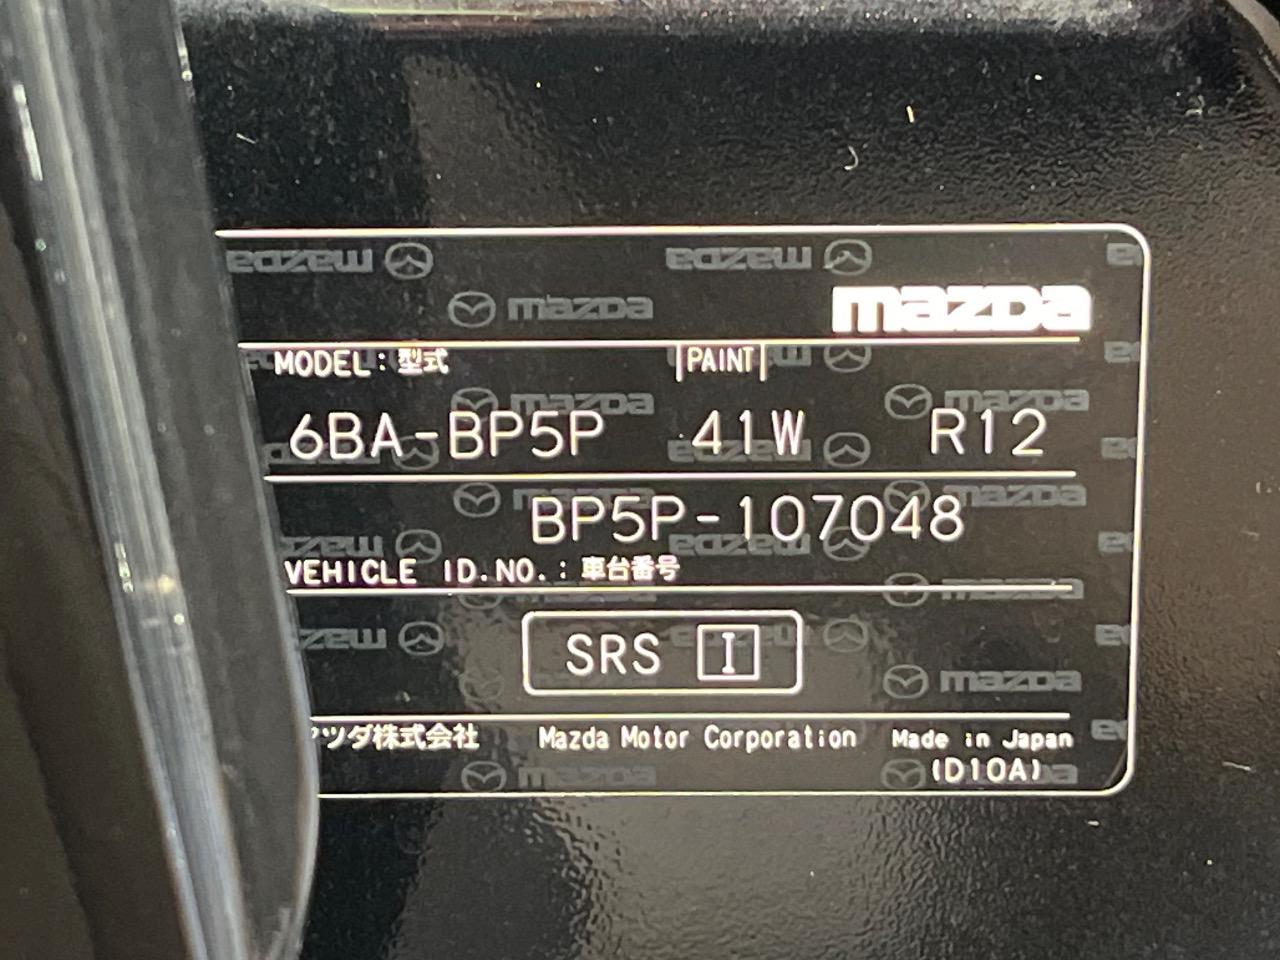 mazda
MODEL: 型式 PAINT
6BA-BP5P 41W R12
BP5P-107048
VEHICLE ID.NO.: 車台番号
SRS I
マツダ株式会社 Mazda Motor Corporation Made in Japan
(D10A)